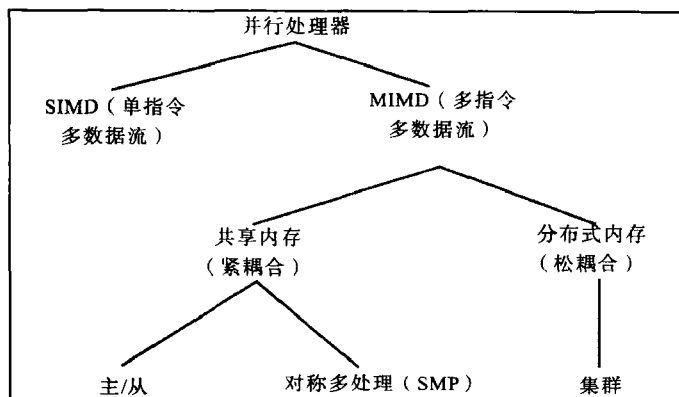 并行处理器
SIMD（单指令
多数据流）
MIMD（多指令
多数据流）
共享内存
（紧耦合）
分布式内存
（松耦合）
主/从
对称多处理（SMP）
集群